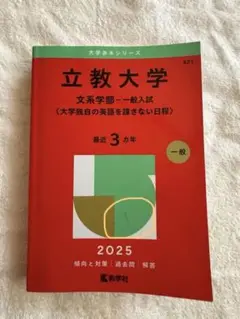 大学赤本シリーズ
421
立教大学
文系学部－一般入試
〈大学独自の英語を課さない日程〉
最近3カ年
一般
2025
傾向と対策｜過去問｜解答
教学社